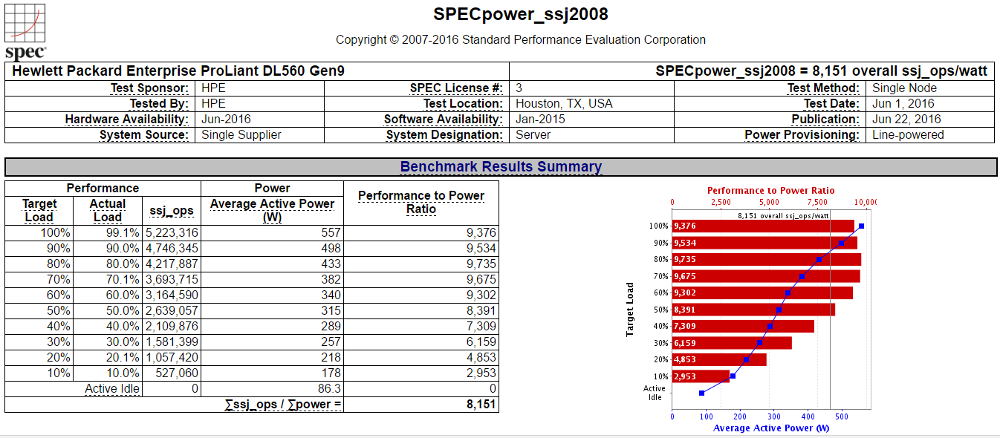 SPECpower_ssj2008
Copyright © 2007-2016 Standard Performance Evaluation Corporation
spec®
Hewlett Packard Enterprise ProLiant DL560 Gen9 SPECpower_ssj2008 = 8,151 overall ssj_ops/watt
Test Sponsor: HPE SPEC License #: 3 Test Method: Single Node
Tested By: HPE Test Location: Houston, TX, USA Test Date: Jun 1, 2016
Hardware Availability: Jun-2016 Software Availability: Jan-2015 Publication: Jun 22, 2016
System Source: Single Supplier System Designation: Server Power Provisioning: Line-powered
Benchmark Results Summary
Performance Power Performance to Power Ratio
Target Load Actual Load ssj_ops Average Active Power (W)
100% 99.1% 5,223,316 557 9,376
90% 90.0% 4,746,345 498 9,534
80% 80.0% 4,217,887 433 9,735
70% 70.1% 3,693,715 382 9,675
60% 60.0% 3,164,590 340 9,302
50% 50.0% 2,639,057 315 8,391
40% 40.0% 2,109,876 289 7,309
30% 30.0% 1,581,399 257 6,159
20% 20.1% 1,057,420 218 4,853
10% 10.0% 527,060 178 2,953
Active Idle 0 86.3 0
∑ssj_ops / ∑power = 8,151
Performance to Power Ratio
0 2,500 5,000 7,500 10,000
8,151 overall ssj_ops/watt
Target Load
100% 9,376
90% 9,534
80% 9,735
70% 9,675
60% 9,302
50% 8,391
40% 7,309
30% 6,159
20% 4,853
10% 2,953
Active
Idle
0 100 200 300 400 500
Average Active Power (W)